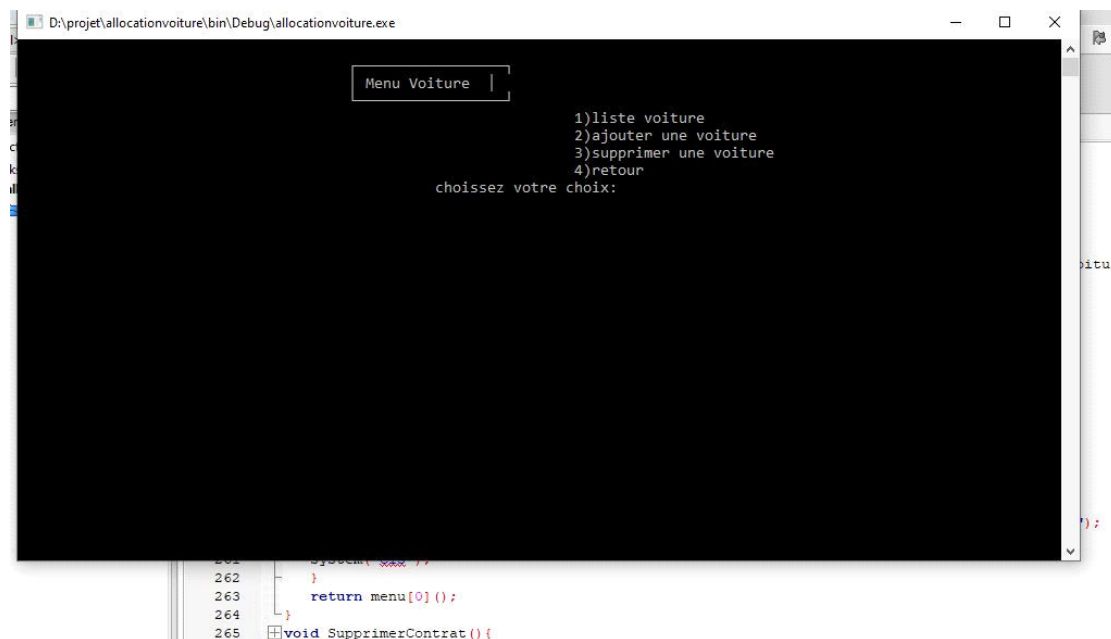 D:\projet\allocationvoiture\bin\Debug\allocationvoiture.exe
Menu Voiture
1)liste voiture
2)ajouter une voiture
3)supprimer une voiture
4)retour
choissez votre choix:
");
262 }
263 return menu[0]();
264 }
265 void SupprimerContrat(){